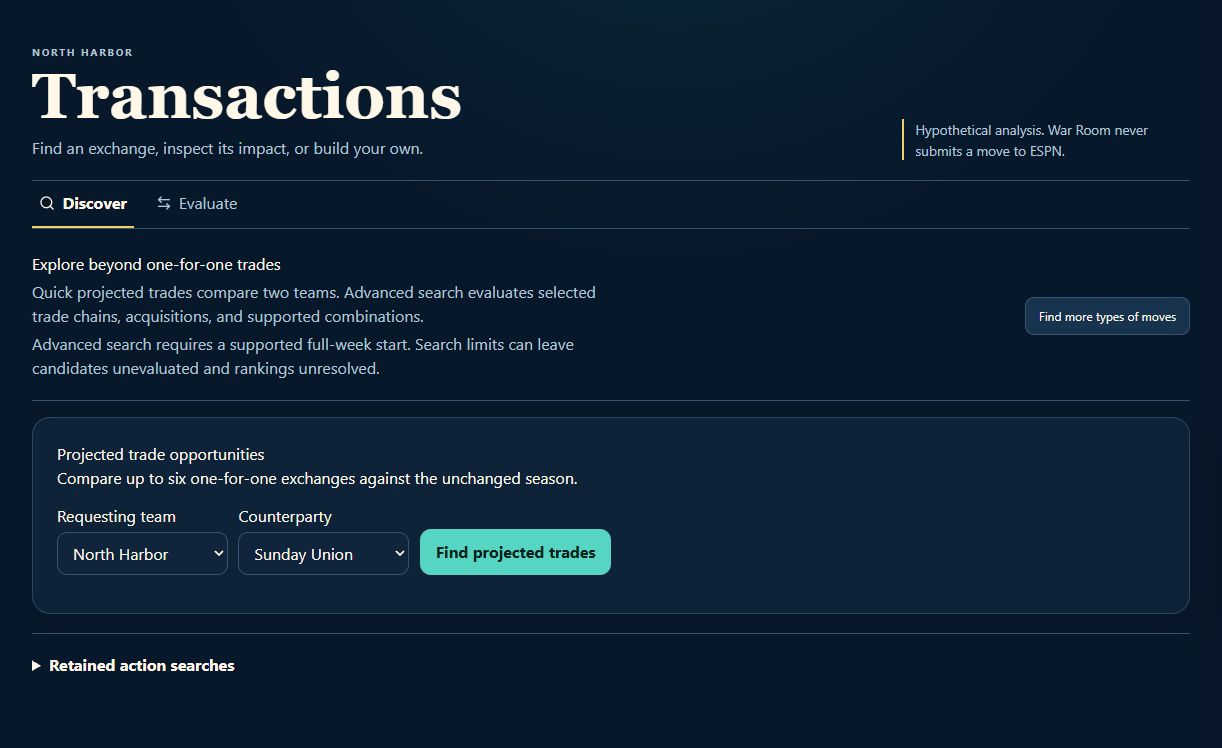 NORTH HARBOR
Transactions
Find an exchange, inspect its impact, or build your own.
Hypothetical analysis. War Room never
submits a move to ESPN.
Discover
Evaluate
Explore beyond one-for-one trades
Quick projected trades compare two teams. Advanced search evaluates selected
trade chains, acquisitions, and supported combinations.
Advanced search requires a supported full-week start. Search limits can leave
candidates unevaluated and rankings unresolved.
Find more types of moves
Projected trade opportunities
Compare up to six one-for-one exchanges against the unchanged season.
Requesting team
Counterparty
North Harbor
Sunday Union
Find projected trades
Retained action searches